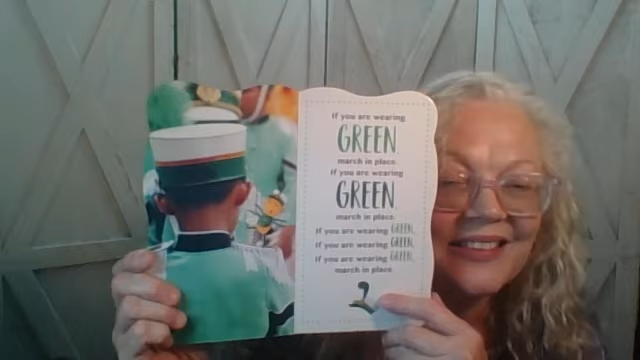 If you are wearing
GREEN,
march in place.
If you are wearing
GREEN
march in place.
If you are wearing GREEN,
If you are wearing GREEN,
If you are wearing GREEN,
march in place.